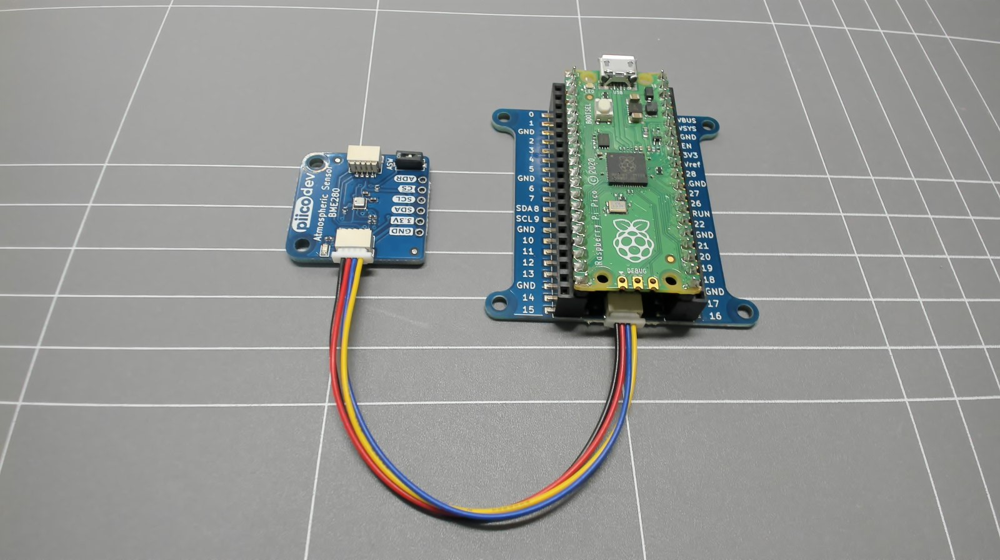 piicodev
Atmospheric Sensor
BME280
ASW
ADR
CS
SCL
SDA
3.3V
GND
0
1
GND
2
3
4
5
GND
6
7
SDA 8
SCL 9
GND
10
11
12
13
GND
14
15
LED
USB
BOOTSEL
Raspberry Pi Pico © 2020
DEBUG
VBUS
VSYS
GND
EN
3V3
Vref
28
GND
27
26
RUN
22
GND
21
20
19
18
GND
17
16